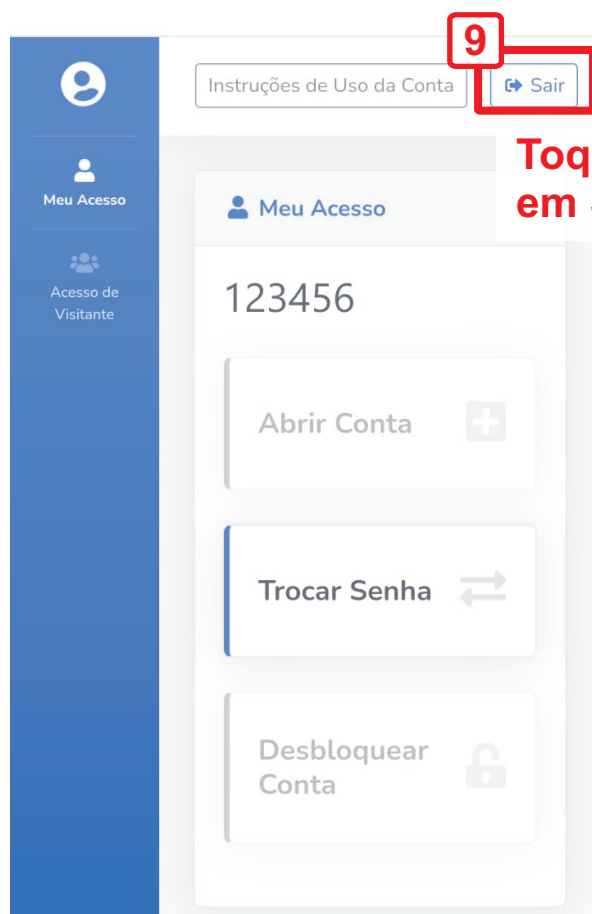 9
Instruções de Uso da Conta
Sair
em
Meu Acesso
Meu Acesso
Acesso de
Visitante
123456
Abrir Conta
Trocar Senha
Desbloquear
Conta